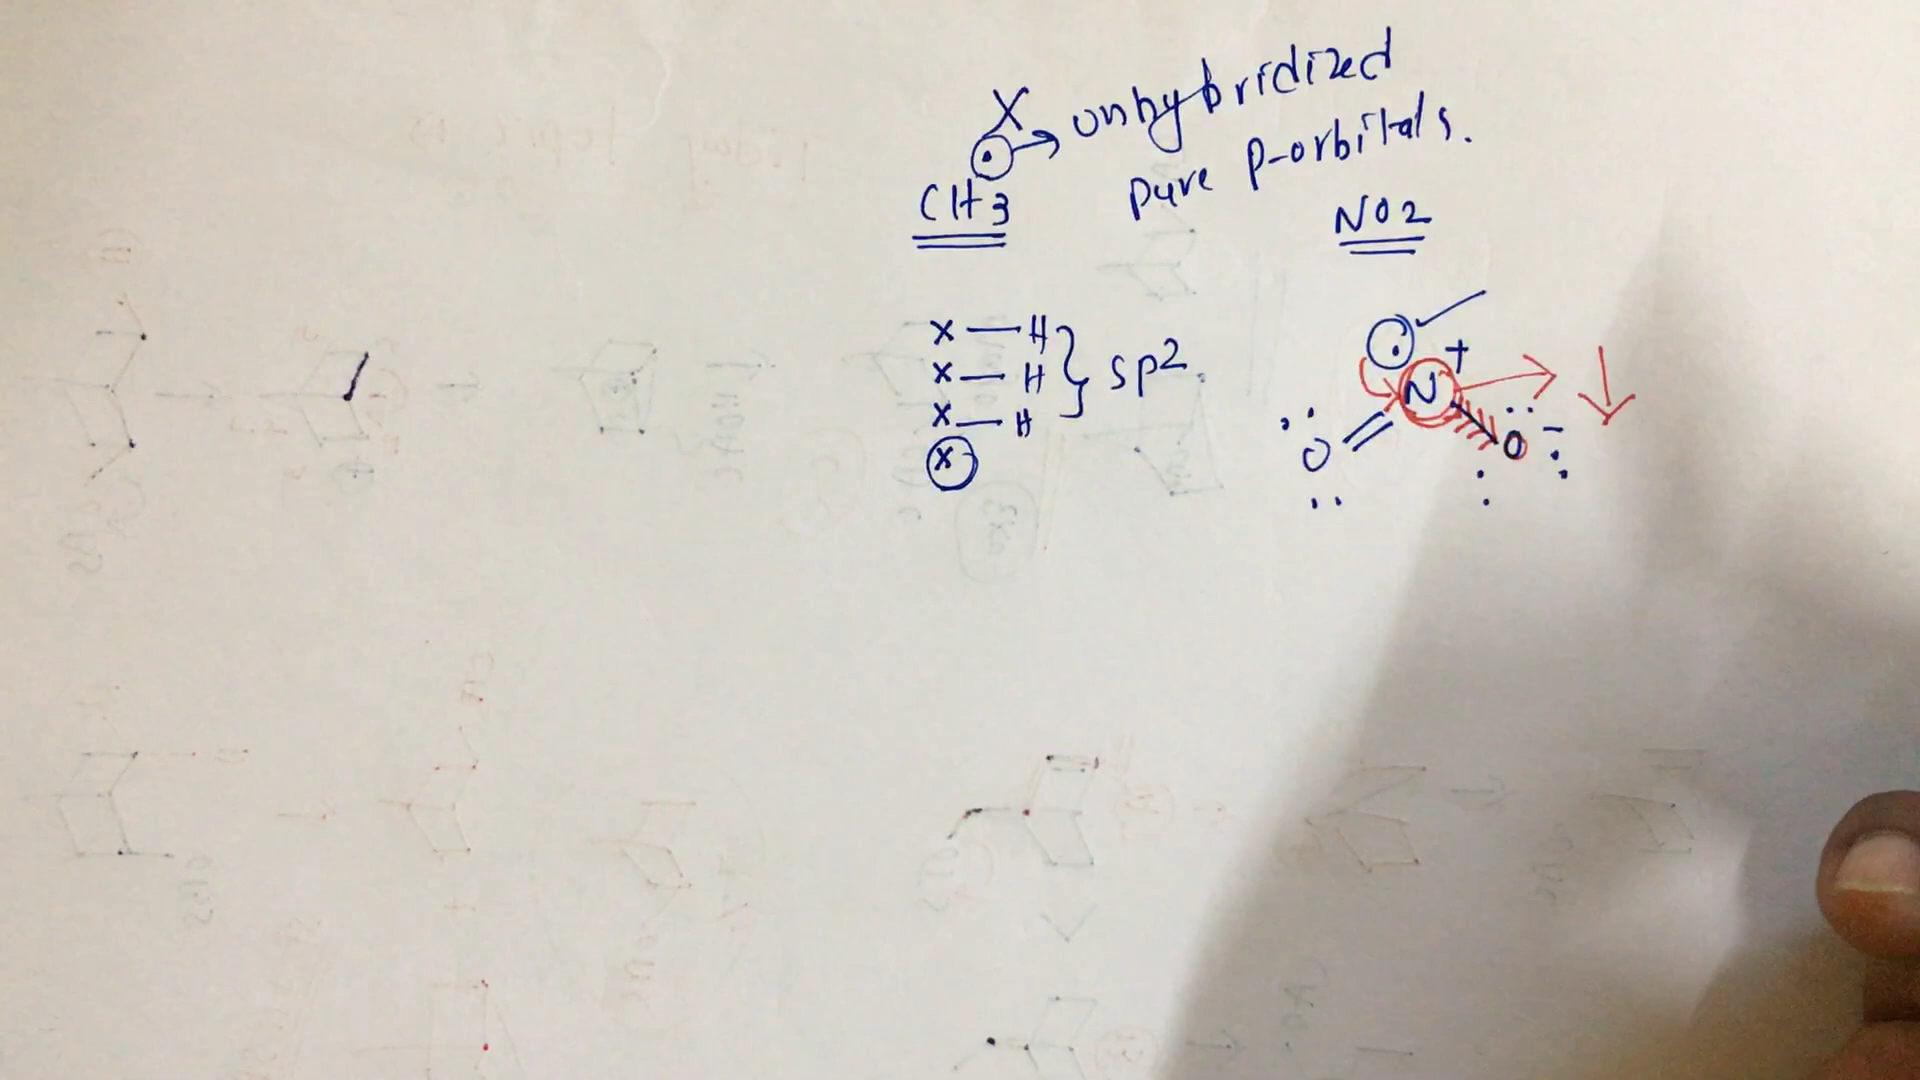 X
• → unhybridized
pure p-orbitals.
CH3
NO2
x — H
x — H } sp2
x — H
x
N +
O
O −